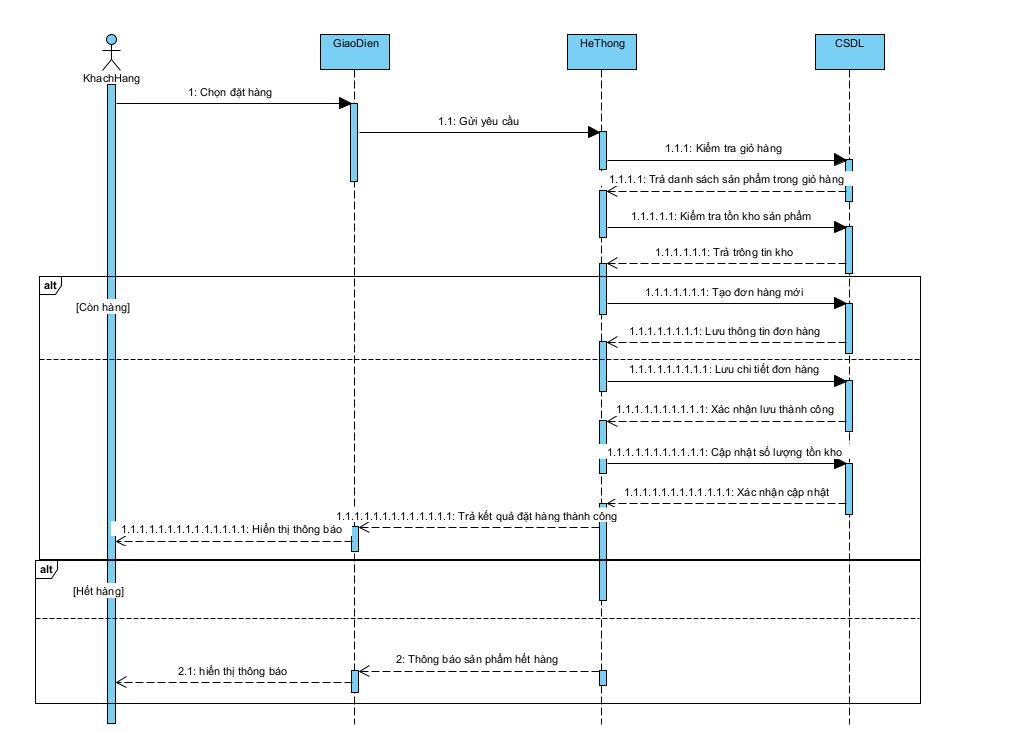 GiaoDien
HeThong
CSDL
KhachHang
1: Chọn đặt hàng
1.1: Gửi yêu cầu
1.1.1: Kiểm tra giỏ hàng
1.1.1.1: Trả danh sách sản phẩm trong giỏ hàng
1.1.1.1.1: Kiểm tra tồn kho sản phẩm
1.1.1.1.1.1: Trả trông tin kho
alt
[Còn hàng]
1.1.1.1.1.1.1: Tạo đơn hàng mới
1.1.1.1.1.1.1.1: Lưu thông tin đơn hàng
1.1.1.1.1.1.1.1.1: Lưu chi tiết đơn hàng
1.1.1.1.1.1.1.1.1.1: Xác nhận lưu thành công
1.1.1.1.1.1.1.1.1.1.1: Cập nhật số lượng tồn kho
1.1.1.1.1.1.1.1.1.1.1.1: Xác nhận cập nhật
1.1.1.1.1.1.1.1.1.1.1.1.1: Trả kết quả đặt hàng thành công
1.1.1.1.1.1.1.1.1.1.1.1.1.1: Hiển thị thông báo
alt
[Hết hàng]
2: Thông báo sản phẩm hết hàng
2.1: hiển thị thông báo